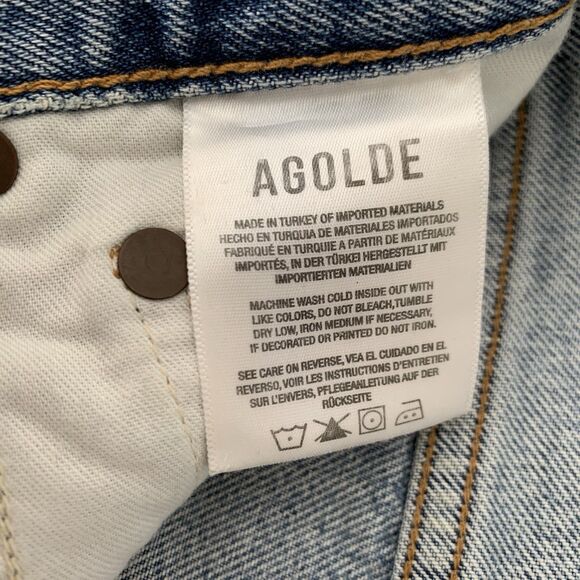 AGOLDE
MADE IN TURKEY OF IMPORTED MATERIALS
HECHO EN TURQUIA DE MATERIALES IMPORTADOS
FABRIQUÉ EN TURQUIE A PARTIR DE MATÉRIAUX
IMPORTÉS, IN DER TÜRKEI HERGESTELLT MIT
IMPORTIERTEN MATERIALIEN
MACHINE WASH COLD INSIDE OUT WITH
LIKE COLORS, DO NOT BLEACH,TUMBLE
DRY LOW, IRON MEDIUM IF NECESSARY,
IF DECORATED OR PRINTED DO NOT IRON.
SEE CARE ON REVERSE, VEA EL CUIDADO EN EL
REVERSO, VOIR LES INSTRUCTIONS D'ENTRETIEN
SUR L'ENVERS, PFLEGEANLEITUNG AUF DER
RÜCKSEITE